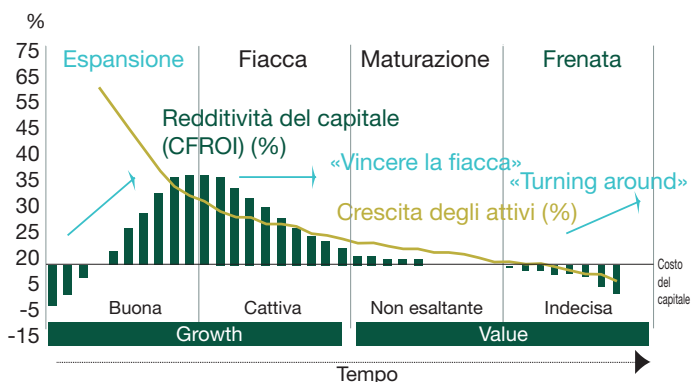 %
75
65
55
45
40
35
30
25
20
5
-5
-15
Espansione
Fiacca
Maturazione
Frenata
Redditività del capitale
(CFROI) (%)
«Vincere la fiacca»
«Turning around»
Crescita degli attivi (%)
Costo
del
capitale
Buona
Cattiva
Non esaltante
Indecisa
Growth
Value
Tempo